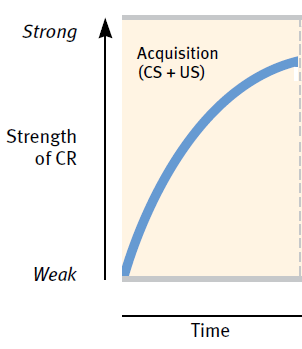 Strong
Acquisition
(CS + US)
Strength
of CR
Weak
Time